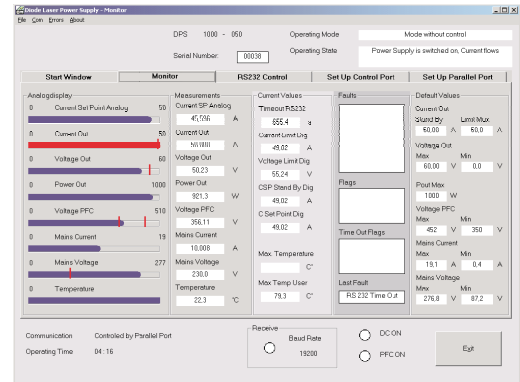 Diode Laser Power Supply - Monitor
File Com Errors About
DPS 1000 - 050
Operating Mode
Mode without control
Serial Number:
00038
Operating State
Power Supply is switched on, Current flows
Start Window
Monitor
RS232 Control
Set Up Control Port
Set Up Parallel Port
Analogdisplay
0 Current Set Point Analog 50
0 Current Out 50
0 Voltage Out 60
0 Power Out 1000
0 Voltage PFC 510
0 Mains Current 19
0 Mains Voltage 277
0 Temperature
Measurements
Current SP Analog
45,596 A
Current Out
A
Voltage Out
50,23 V
Power Out
921,3 W
Voltage PFC
356,11 V
Mains Current
10,008 A
Mains Voltage
230,0 V
Temperature
22,3 °C
Current Values
Timeout RS232
655,4 s
Current Limit Dig
49,02 A
Voltage Limit Dig
55,24 V
CSP Stand By Dig
49,02 A
C Set Point Dig
49,02 A
Max. Temperature
C°
Max Temp User
79,3 C°
Faults
Flags
Time Out Flags
Last Fault
RS 232 Time Out
Default Values
Current Out
Stand By Limit Max
50,00 A 50,0 A
Voltage Out
Max Min
60,00 V 0,0 V
Pout Max
1000 W
Voltage PFC
Max Min
452 V 350 V
Mains Current
Max Min
19,1 A 0,4 A
Mains Voltage
Max Min
276,8 V 87,2 V
Communication Controled by Parallel Port
Operating Time 04:16
Receive
Baud Rate
19200
DC ON
PFC ON
Exit